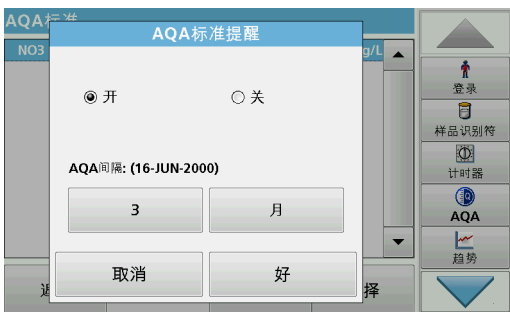 AQA标准
NO3
g/L
AQA标准提醒
开
关
AQA间隔: (16-JUN-2000)
3
月
取消
好
择
登录
样品识别符
计时器
AQA
趋势